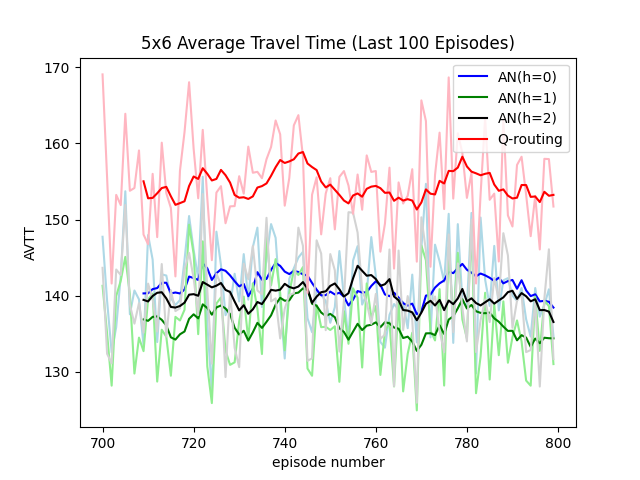 5x6 Average Travel Time (Last 100 Episodes)
AN(h=0)
AN(h=1)
AN(h=2)
Q-routing
170
160
150
140
130
AVTT
700
720
740
760
780
800
episode number